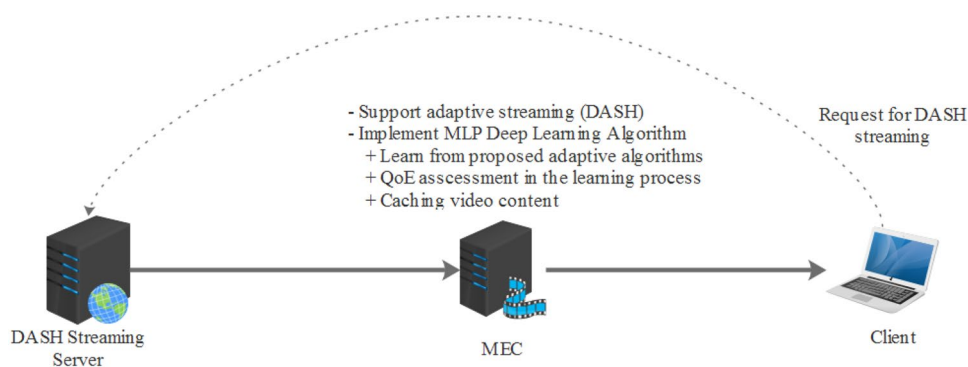 - Support adaptive streaming (DASH)
- Implement MLP Deep Learning Algorithm
+ Learn from proposed adaptive algorithms
+ QoE asscessment in the learning process
+ Caching video content
Request for DASH
streaming
DASH Streaming
Server
MEC
Client